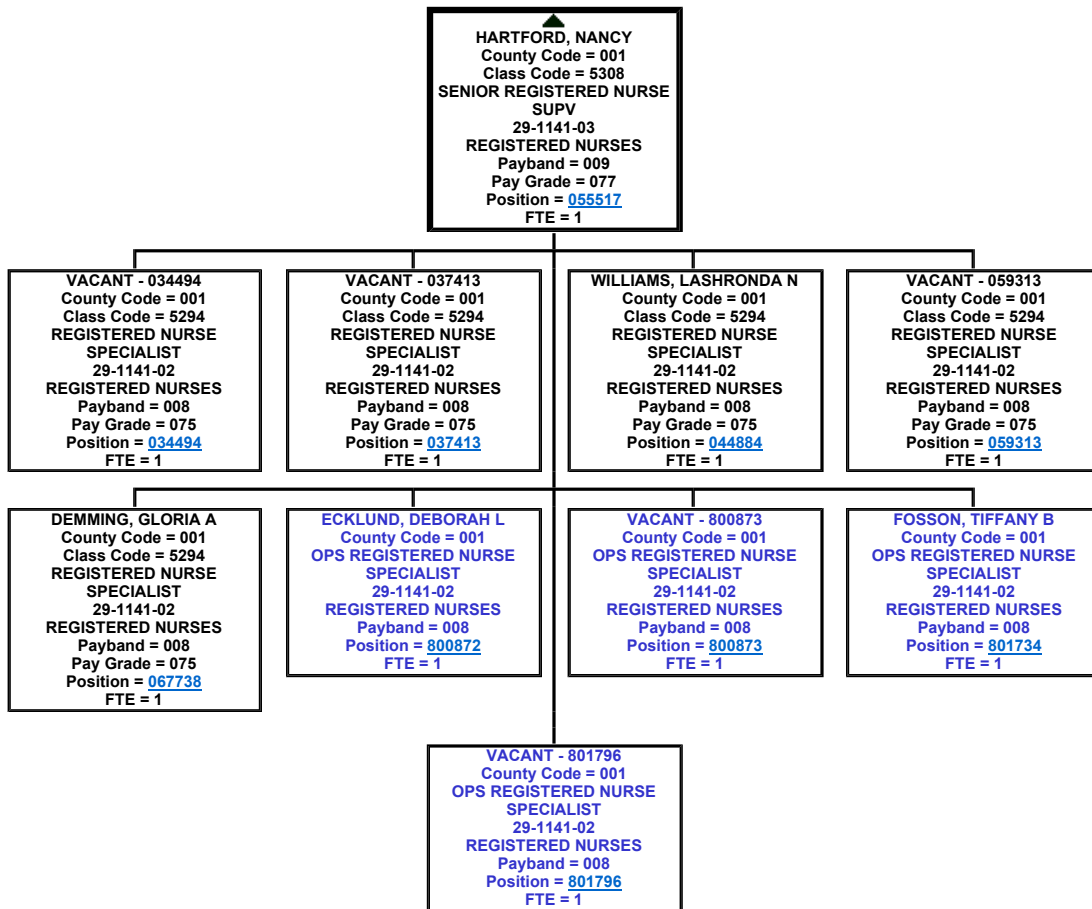 HARTFORD, NANCY
County Code = 001
Class Code = 5308
SENIOR REGISTERED NURSE
SUPV
29-1141-03
REGISTERED NURSES
Payband = 009
Pay Grade = 077
Position = 055517
FTE = 1
VACANT - 034494
County Code = 001
Class Code = 5294
REGISTERED NURSE
SPECIALIST
29-1141-02
REGISTERED NURSES
Payband = 008
Pay Grade = 075
Position = 034494
FTE = 1
VACANT - 037413
County Code = 001
Class Code = 5294
REGISTERED NURSE
SPECIALIST
29-1141-02
REGISTERED NURSES
Payband = 008
Pay Grade = 075
Position = 037413
FTE = 1
WILLIAMS, LASHRONDA N
County Code = 001
Class Code = 5294
REGISTERED NURSE
SPECIALIST
29-1141-02
REGISTERED NURSES
Payband = 008
Pay Grade = 075
Position = 044884
FTE = 1
VACANT - 059313
County Code = 001
Class Code = 5294
REGISTERED NURSE
SPECIALIST
29-1141-02
REGISTERED NURSES
Payband = 008
Pay Grade = 075
Position = 059313
FTE = 1
DEMMING, GLORIA A
County Code = 001
Class Code = 5294
REGISTERED NURSE
SPECIALIST
29-1141-02
REGISTERED NURSES
Payband = 008
Pay Grade = 075
Position = 067738
FTE = 1
ECKLUND, DEBORAH L
County Code = 001
OPS REGISTERED NURSE
SPECIALIST
29-1141-02
REGISTERED NURSES
Payband = 008
Position = 800872
FTE = 1
VACANT - 800873
County Code = 001
OPS REGISTERED NURSE
SPECIALIST
29-1141-02
REGISTERED NURSES
Payband = 008
Position = 800873
FTE = 1
FOSSON, TIFFANY B
County Code = 001
OPS REGISTERED NURSE
SPECIALIST
29-1141-02
REGISTERED NURSES
Payband = 008
Position = 801734
FTE = 1
VACANT - 801796
County Code = 001
OPS REGISTERED NURSE
SPECIALIST
29-1141-02
REGISTERED NURSES
Payband = 008
Position = 801796
FTE = 1